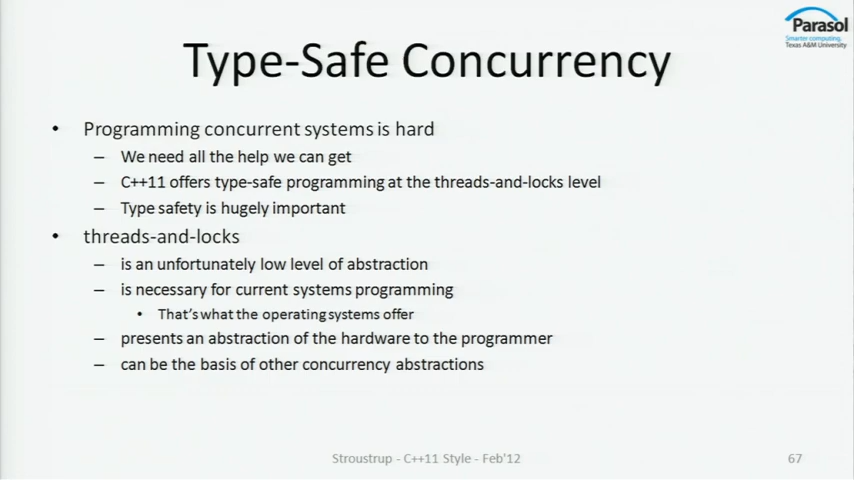 Parasol
Smarter computing.
Texas A&M University
Type-Safe Concurrency
• Programming concurrent systems is hard
– We need all the help we can get
– C++11 offers type-safe programming at the threads-and-locks level
– Type safety is hugely important
• threads-and-locks
– is an unfortunately low level of abstraction
– is necessary for current systems programming
• That's what the operating systems offer
– presents an abstraction of the hardware to the programmer
– can be the basis of other concurrency abstractions
Stroustrup - C++11 Style - Feb'12
67